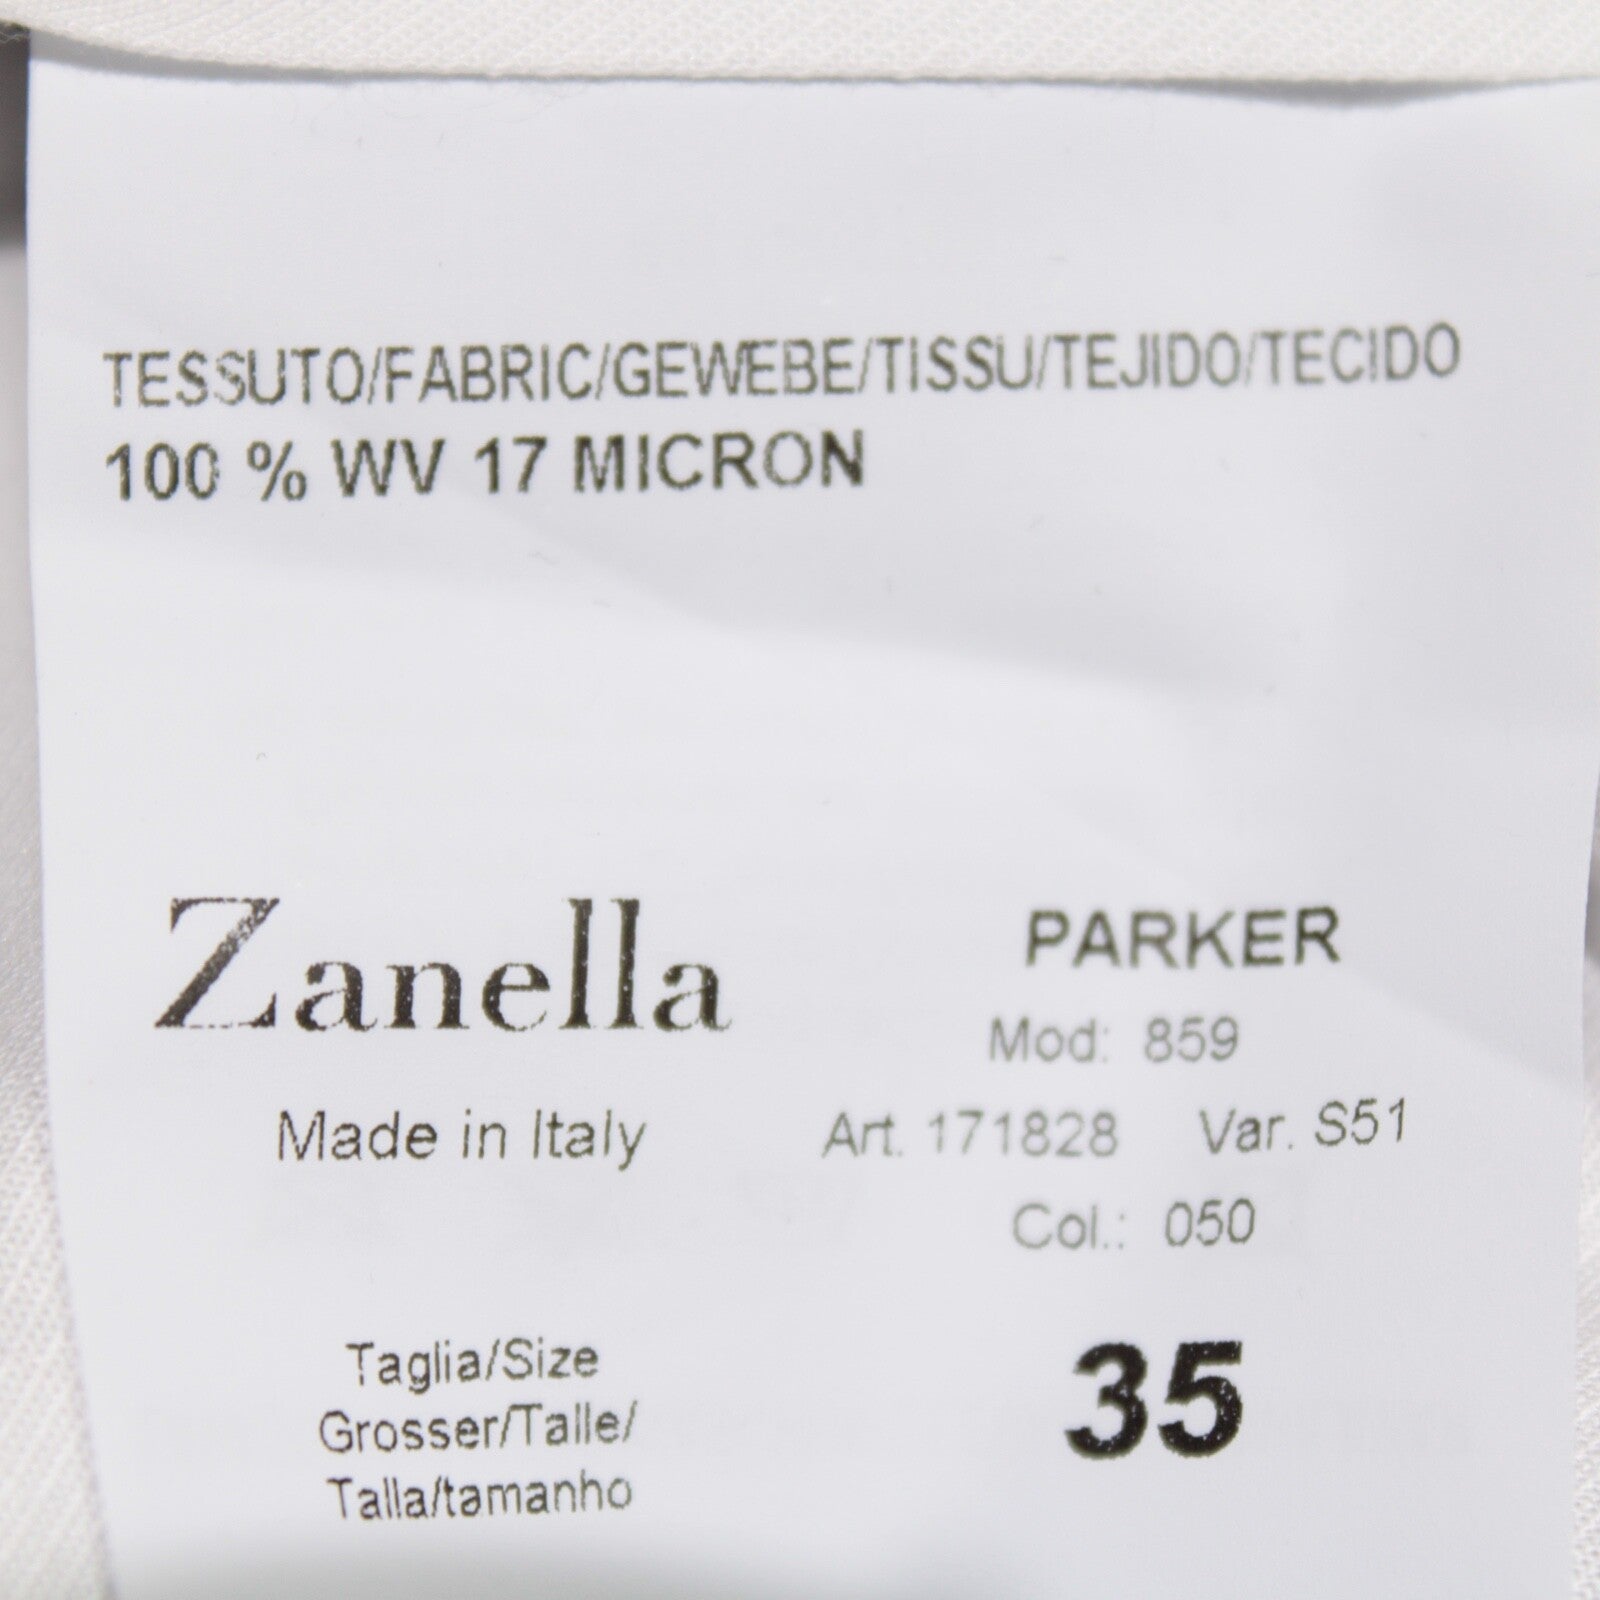 TESSUTO/FABRIC/GEWEBE/TISSU/TEJIDO/TECIDO
100 % WV 17 MICRON
Zanella
Made in Italy
PARKER
Mod: 859
Art. 171828 Var. S51
Col.: 050
Taglia/Size
Grosser/Talle/
Talla/tamanho
35